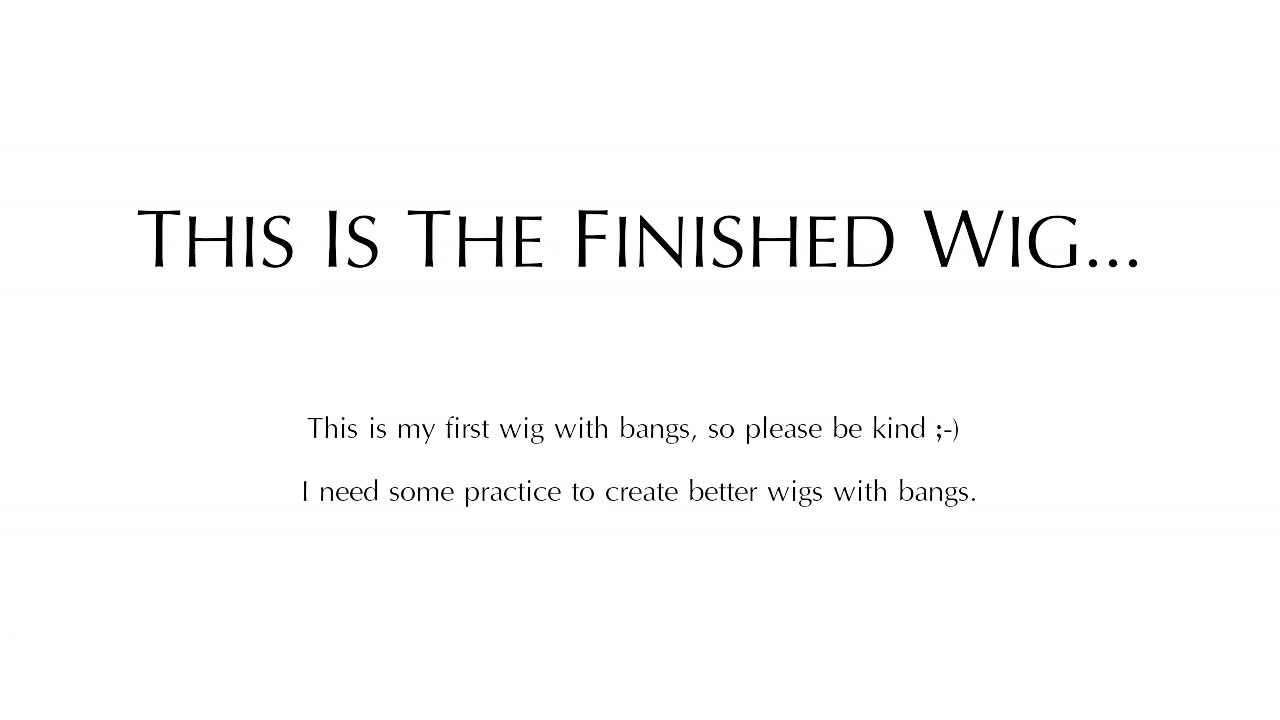 This Is The Finished Wig...
This is my first wig with bangs, so please be kind ;-)
I need some practice to create better wigs with bangs.